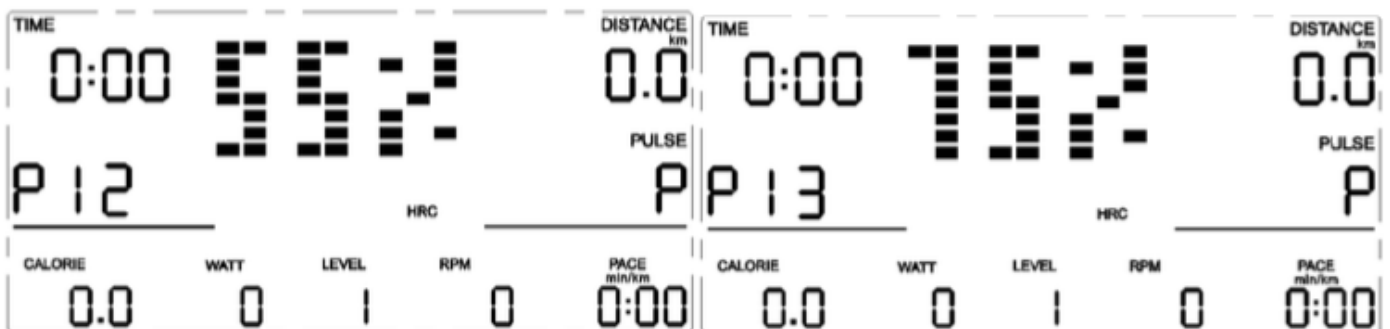 TIME DISTANCE
km
0:00 55% 0.0
PULSE
P12 P
HRC
CALORIE WATT LEVEL RPM PACE
min/km
0.0 0 1 0 0:00
TIME DISTANCE
km
0:00 75% 0.0
PULSE
P13 P
HRC
CALORIE WATT LEVEL RPM PACE
min/km
0.0 0 1 0 0:00